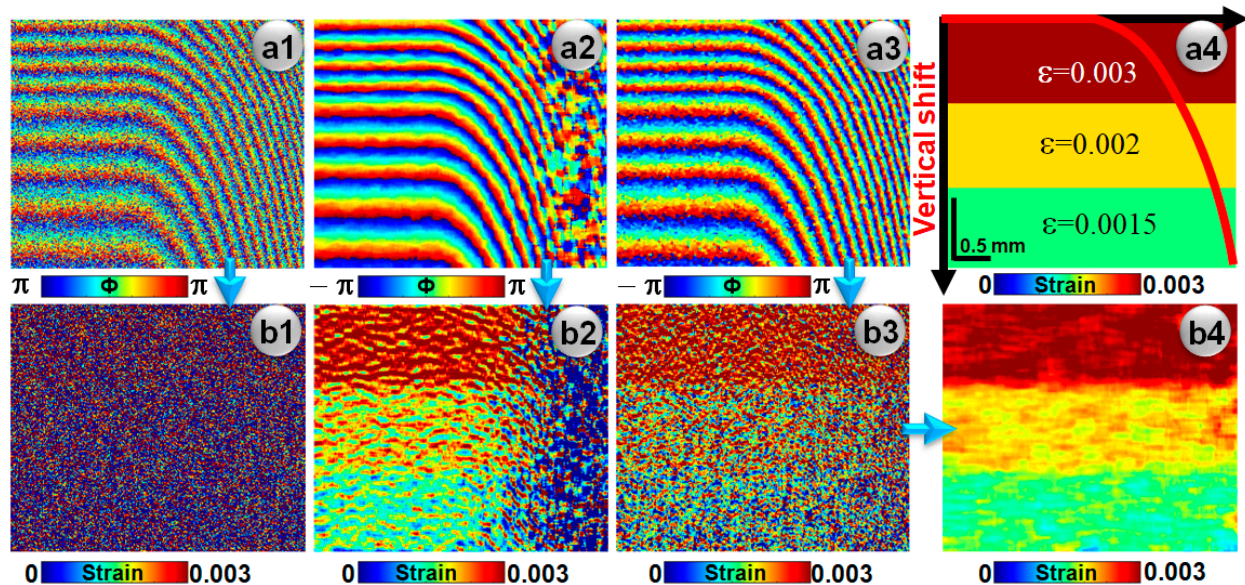 a1
a2
a3
a4
ε=0.003
ε=0.002
ε=0.0015
0.5 mm
Vertical shift
π Φ π
− π Φ π
− π Φ π
0 Strain 0.003
b1
b2
b3
b4
0 Strain 0.003
0 Strain 0.003
0 Strain 0.003
0 Strain 0.003